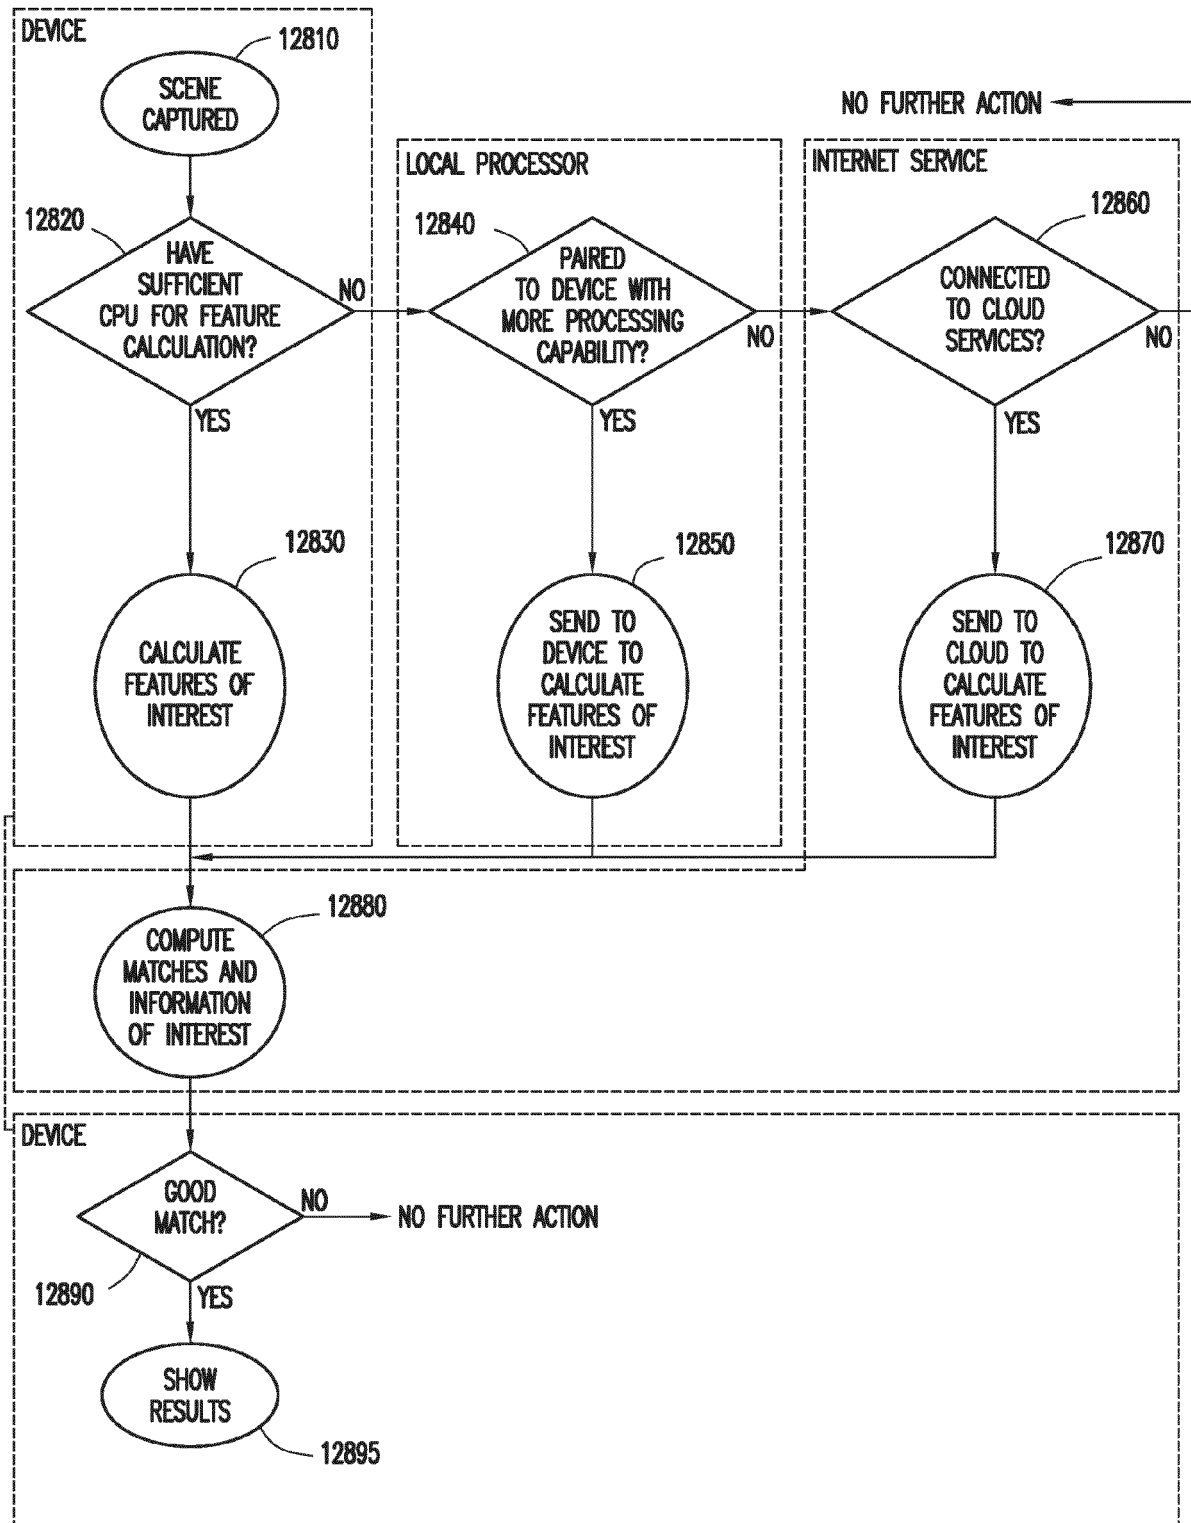 DEVICE
12810
SCENE
CAPTURED
NO FURTHER ACTION
LOCAL PROCESSOR
INTERNET SERVICE
12820
HAVE
SUFFICIENT
CPU FOR FEATURE
CALCULATION?
NO
YES
12840
PAIRED
TO DEVICE WITH
MORE PROCESSING
CAPABILITY?
NO
YES
12860
CONNECTED
TO CLOUD
SERVICES?
NO
YES
12830
CALCULATE
FEATURES OF
INTEREST
12850
SEND TO
DEVICE TO
CALCULATE
FEATURES OF
INTEREST
12870
SEND TO
CLOUD TO
CALCULATE
FEATURES OF
INTEREST
12880
COMPUTE
MATCHES AND
INFORMATION
OF INTEREST
DEVICE
GOOD
MATCH?
NO
NO FURTHER ACTION
12890
YES
SHOW
RESULTS
12895